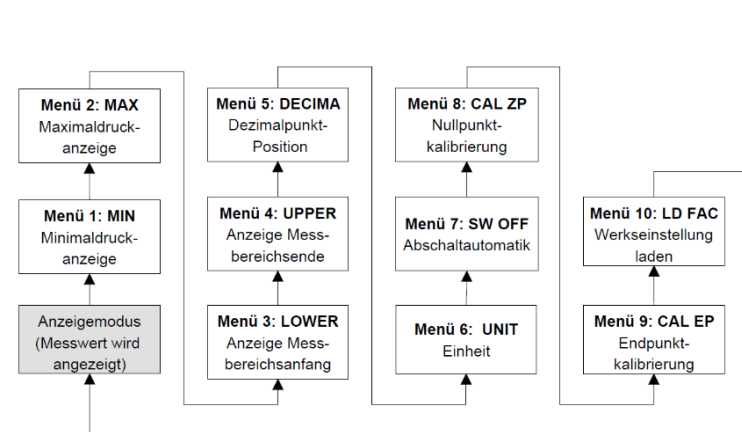 Menü 2: MAX
Maximaldruck-
anzeige
Menü 1: MIN
Minimaldruck-
anzeige
Anzeigemodus
(Messwert wird
angezeigt)
Menü 5: DECIMA
Dezimalpunkt-
Position
Menü 4: UPPER
Anzeige Mess-
bereichsende
Menü 3: LOWER
Anzeige Mess-
bereichsanfang
Menü 8: CAL ZP
Nullpunkt-
kalibrierung
Menü 7: SW OFF
Abschaltautomatik
Menü 6: UNIT
Einheit
Menü 10: LD FAC
Werkseinstellung
laden
Menü 9: CAL EP
Endpunkt-
kalibrierung